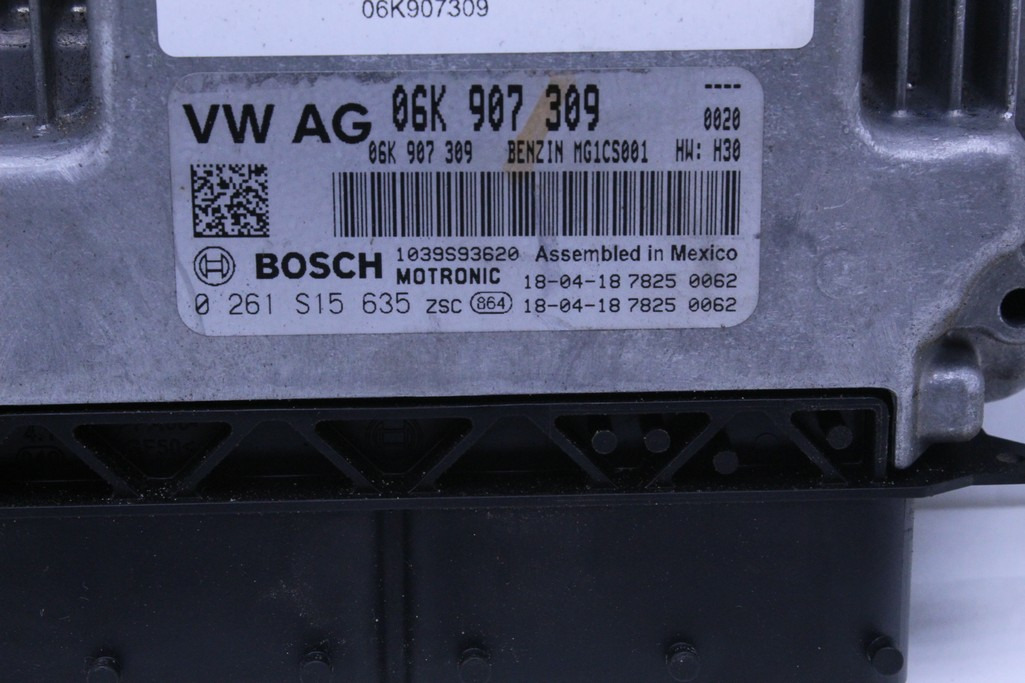 06K907309
VW AG 06K 907 309 ----
0020
06K 907 309 BENZIN MG1CS001 HW: H30
BOSCH 1039S93620 Assembled in Mexico
MOTRONIC 18-04-18 7825 0062
0 261 S15 635 ZSC 864 18-04-18 7825 0062